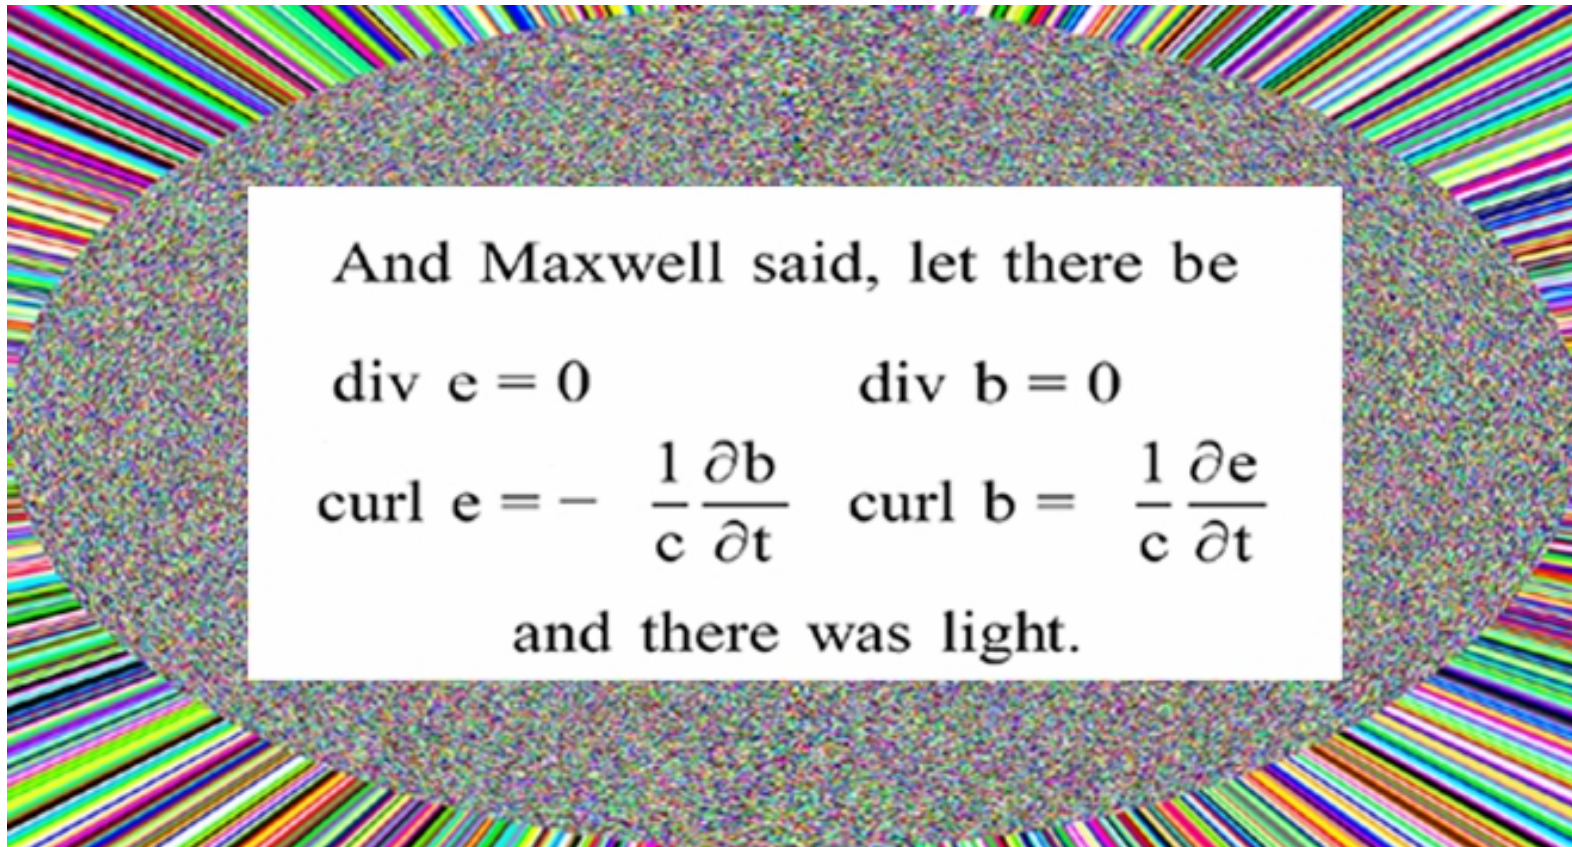 And Maxwell said, let there be
div e = 0 div b = 0
curl e = − 1/c ∂b/∂t curl b = 1/c ∂e/∂t
and there was light.